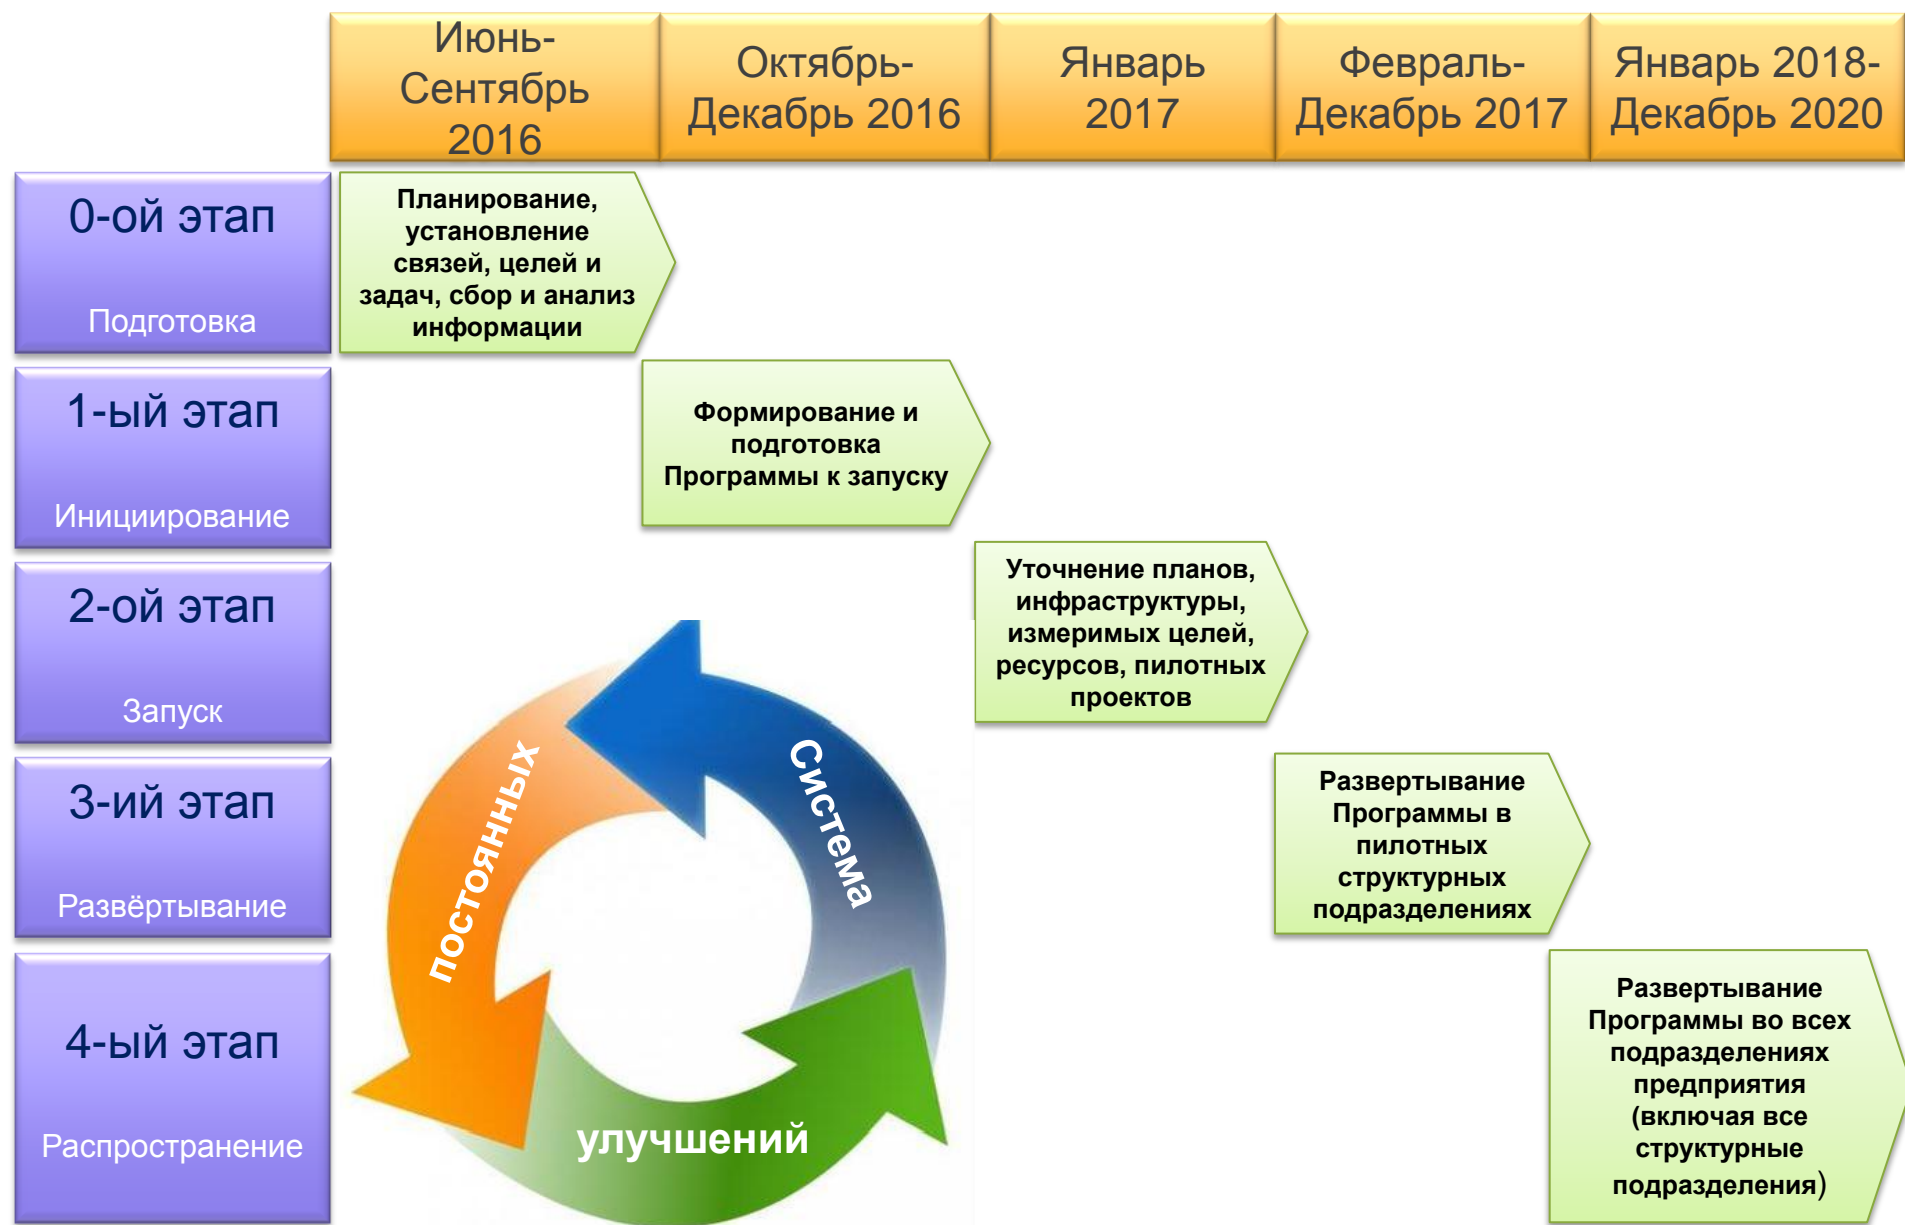 Июнь-
Сентябрь
2016
Октябрь-
Декабрь 2016
Январь
2017
Февраль-
Декабрь 2017
Январь 2018-
Декабрь 2020
0-ой этап
Подготовка
Планирование,
установление
связей, целей и
задач, сбор и анализ
информации
1-ый этап
Инициирование
Формирование и
подготовка
Программы к запуску
2-ой этап
Запуск
Уточнение планов,
инфраструктуры,
измеримых целей,
ресурсов, пилотных
проектов
3-ий этап
Развёртывание
Развертывание
Программы в
пилотных
структурных
подразделениях
4-ый этап
Распространение
Развертывание
Программы во всех
подразделениях
предприятия
(включая все
структурные
подразделения)
Система
постоянных
улучшений